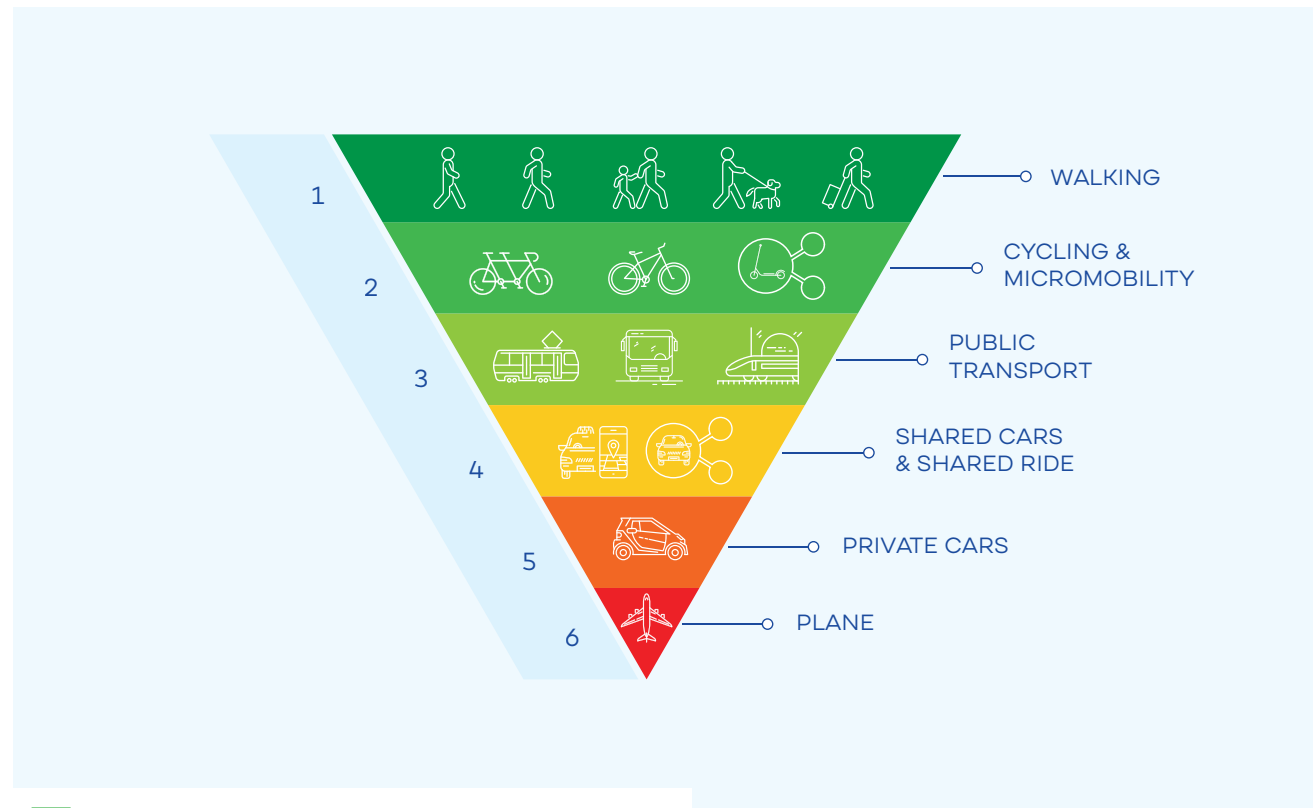 1
WALKING
2
CYCLING &
MICROMOBILITY
3
PUBLIC
TRANSPORT
4
SHARED CARS
& SHARED RIDE
5
PRIVATE CARS
6
PLANE